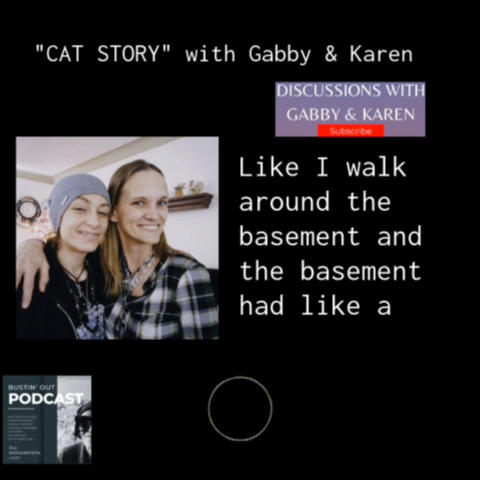 "CAT STORY" with Gabby & Karen
DISCUSSIONS WITH
GABBY & KAREN
Subscribe
Like I walk
around the
basement and
the basement
had like a
BUSTIN' OUT
PODCAST